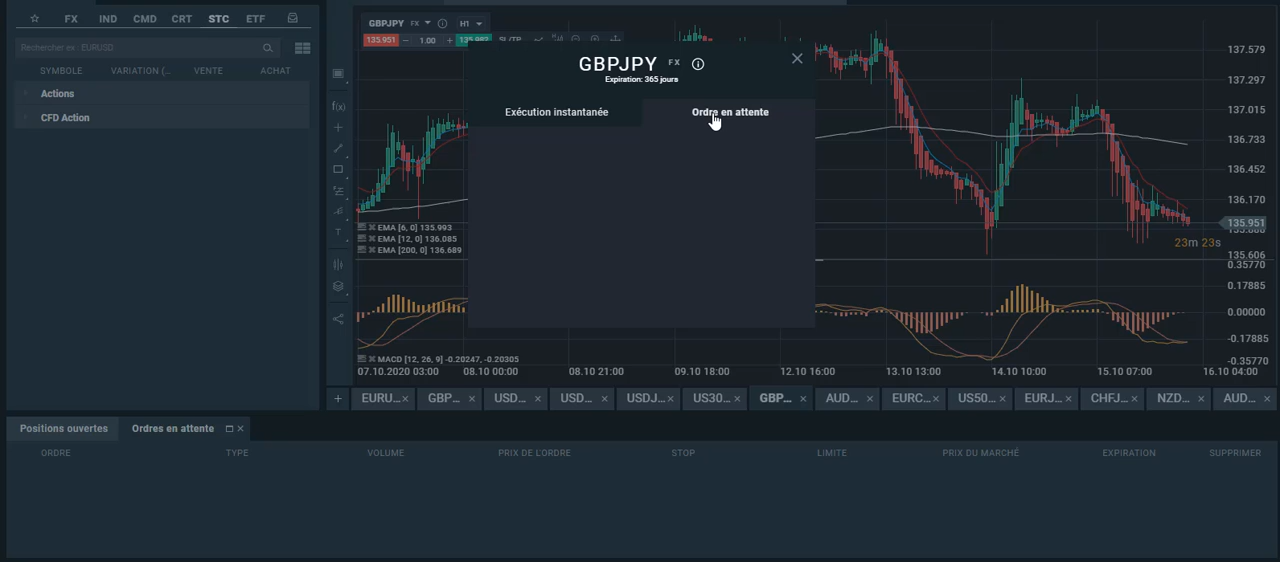 FX IND CMD CRT STC ETF
Rechercher ex : EURUSD
SYMBOLE VARIATION (... VENTE ACHAT
Actions
CFD Action
GBPJPY FX H1
135.951 − 1.00 + SL/TP
f(x)
T
EMA [6, 0] 135.993
EMA [12, 0] 136.085
EMA [200, 0] 136.689
MACD [12, 26, 9] -0.20247, -0.20305
GBPJPY FX
Expiration: 365 jours
Exécution instantanée
Ordre en attente
137.579
137.297
137.015
136.733
136.452
136.170
135.951
23m 23s
135.606
0.35770
0.17885
0.00000
-0.17885
-0.35770
07.10.2020 03:00 08.10 00:00 08.10 21:00 09.10 18:00 12.10 16:00 13.10 13:00 14.10 10:00 15.10 07:00 16.10 04:00
+ EURU...× GBP...× USD...× USD...× USDJ...× US30...× GBP...× AUD...× EURC...× US50...× EURJ...× CHFJ...× NZD...× AUD...×
Positions ouvertes Ordres en attente ×
ORDRE TYPE VOLUME PRIX DE L'ORDRE STOP LIMITE PRIX DU MARCHÉ EXPIRATION SUPPRIMER